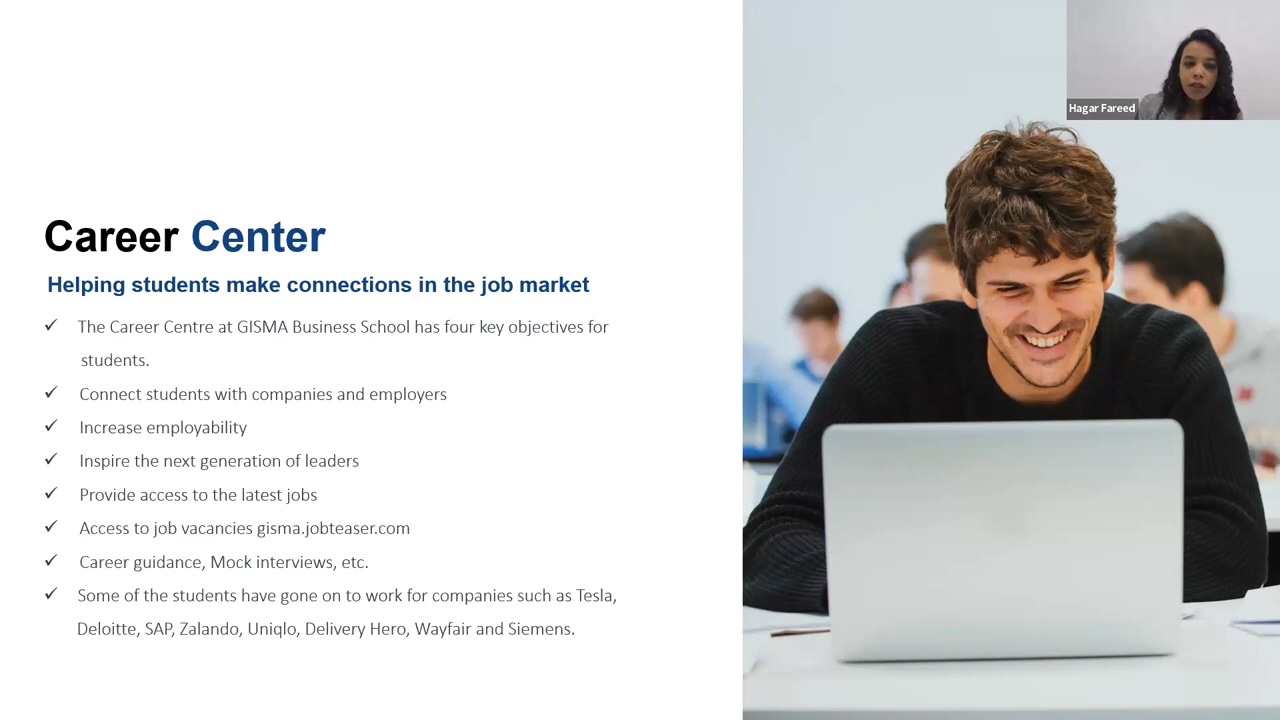 Hagar Fareed
Career Center
Helping students make connections in the job market
✓ The Career Centre at GISMA Business School has four key objectives for
students.
✓ Connect students with companies and employers
✓ Increase employability
✓ Inspire the next generation of leaders
✓ Provide access to the latest jobs
✓ Access to job vacancies gisma.jobteaser.com
✓ Career guidance, Mock interviews, etc.
✓ Some of the students have gone on to work for companies such as Tesla,
Deloitte, SAP, Zalando, Uniqlo, Delivery Hero, Wayfair and Siemens.